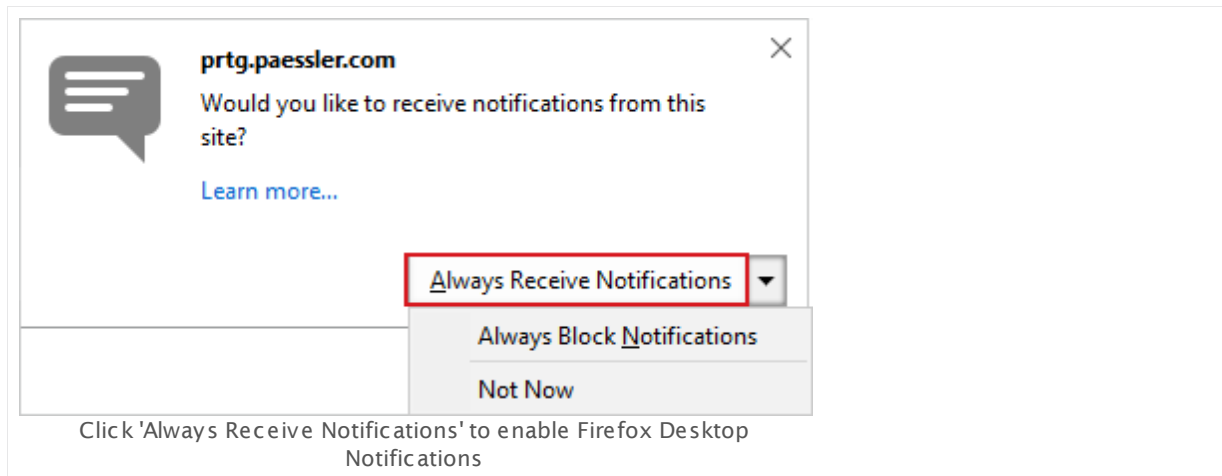 prtg.paessler.com
Would you like to receive notifications from this
site?
Learn more...
Always Receive Notifications
Always Block Notifications
Not Now
Click 'Always Receive Notifications' to enable Firefox Desktop
Notifications